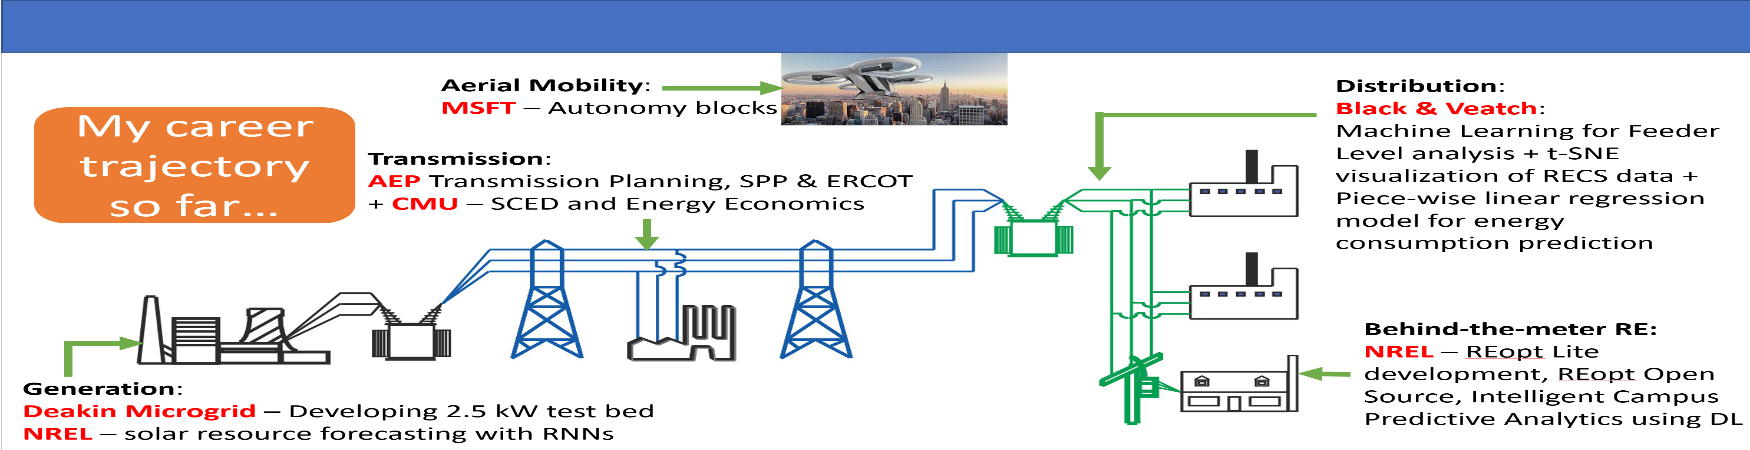 My career
trajectory
so far...
Aerial Mobility:
MSFT – Autonomy blocks
Transmission:
AEP Transmission Planning, SPP & ERCOT
+ CMU – SCED and Energy Economics
Distribution:
Black & Veatch:
Machine Learning for Feeder
Level analysis + t-SNE
visualization of RECS data +
Piece-wise linear regression
model for energy
consumption prediction
Behind-the-meter RE:
NREL – REopt Lite
development, REopt Open
Source, Intelligent Campus
Predictive Analytics using DL
Generation:
Deakin Microgrid – Developing 2.5 kW test bed
NREL – solar resource forecasting with RNNs